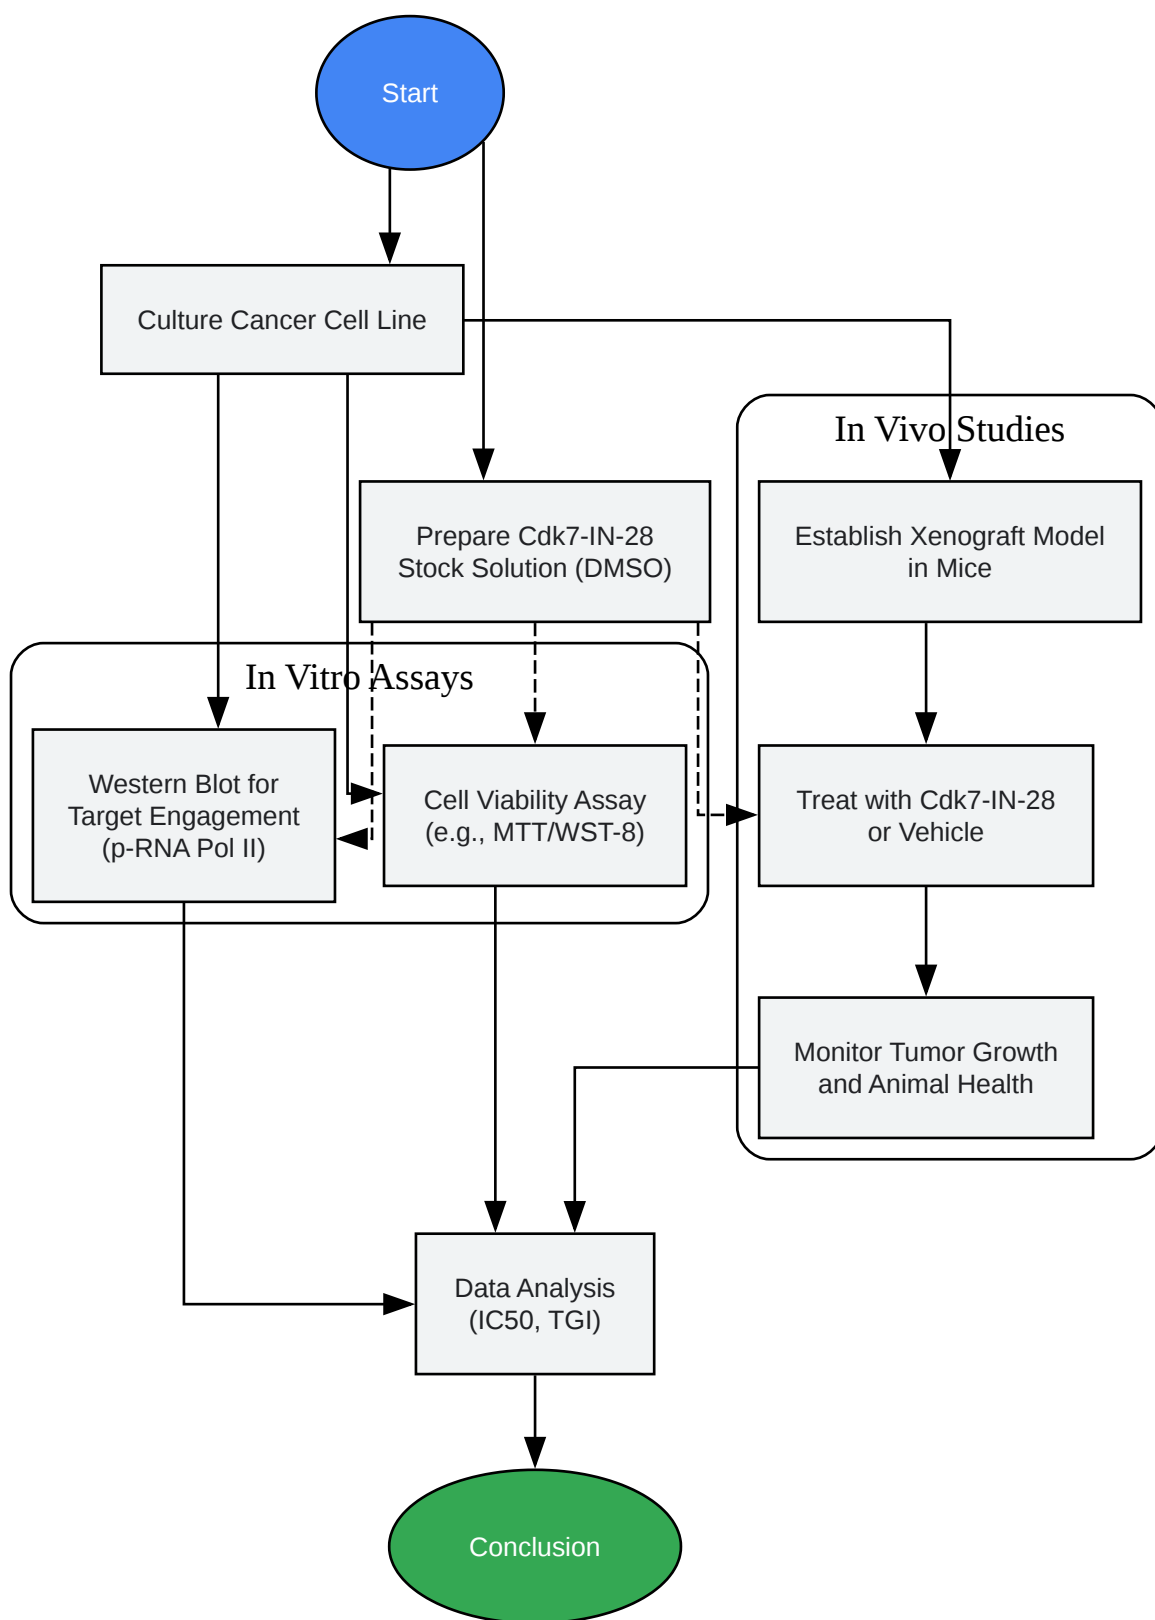 Start
Culture Cancer Cell Line
In Vivo Studies
Prepare Cdk7-IN-28
Stock Solution (DMSO)
Establish Xenograft Model
in Mice
In Vitro Assays
Western Blot for
Target Engagement
(p-RNA Pol II)
Cell Viability Assay
(e.g., MTT/WST-8)
Treat with Cdk7-IN-28
or Vehicle
Monitor Tumor Growth
and Animal Health
Data Analysis
(IC50, TGI)
Conclusion